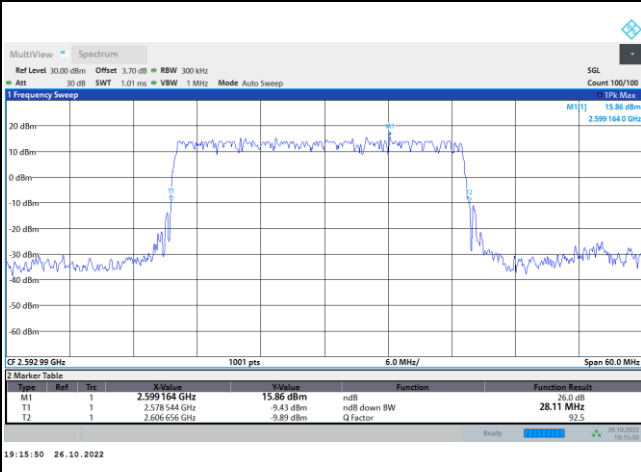 MultiView Spectrum
Ref Level 30.00 dBm Offset 3.70 dB RBW 300 kHz SGL
Att 30 dB SWT 1.01 ms VBW 1 MHz Mode Auto Sweep Count 100/100
1 Frequency Sweep 1Pk Max
M1[1] 15.86 dBm
2.599 164 0 GHz
M1
20 dBm
10 dBm
0 dBm
T1 T2
-10 dBm
-20 dBm
-30 dBm
-40 dBm
-50 dBm
-60 dBm
CF 2.592 99 GHz 1001 pts 6.0 MHz/ Span 60.0 MHz
2 Marker Table
Type Ref Trc X-Value Y-Value Function Function Result
M1 1 2.599 164 GHz 15.86 dBm ndB 26.0 dB
T1 1 2.578 544 GHz -9.43 dBm ndB down BW 28.11 MHz
T2 1 2.606 656 GHz -9.89 dBm Q Factor 92.5
Ready 26.10.2022
19:15:50
19:15:50 26.10.2022